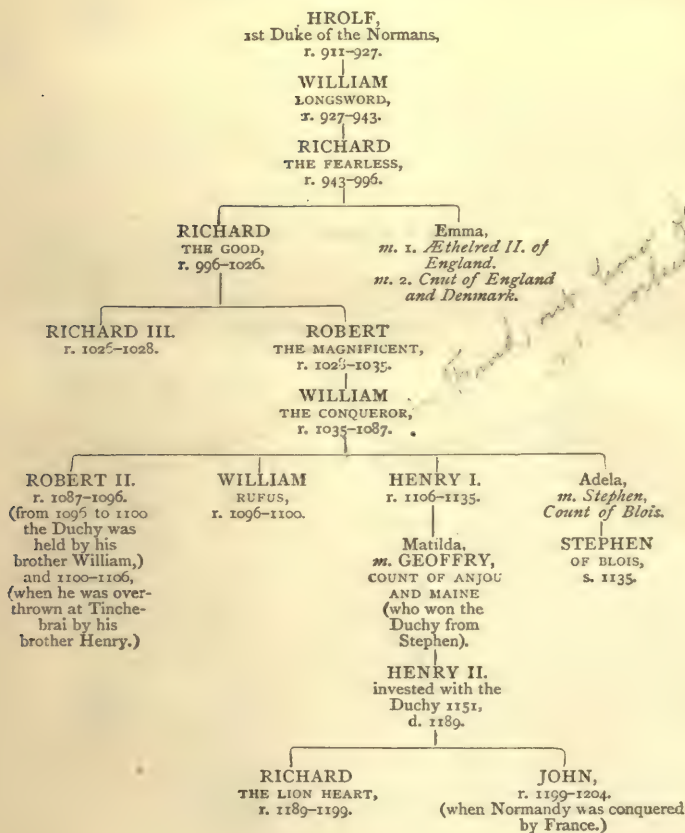 HROLF,
1st Duke of the Normans,
r. 911–927.
WILLIAM
LONGSWORD,
r. 927–943.
RICHARD
THE FEARLESS,
r. 943–996.
RICHARD
THE GOOD,
r. 996–1026.
Emma,
m. 1. Æthelred II. of
England.
m. 2. Cnut of England
and Denmark.
RICHARD III.
r. 1026–1028.
ROBERT
THE MAGNIFICENT,
r. 1028–1035.
WILLIAM
THE CONQUEROR,
r. 1035–1087.
ROBERT II.
r. 1087–1096.
(from 1096 to 1100
the Duchy was
held by his
brother William,)
and 1100–1106,
(when he was over-
thrown at Tinche-
brai by his
brother Henry.)
WILLIAM
RUFUS,
r. 1096–1100.
HENRY I.
r. 1106–1135.
Matilda,
m. GEOFFRY,
COUNT OF ANJOU
AND MAINE
(who won the
Duchy from
Stephen).
HENRY II.
invested with the
Duchy 1151,
d. 1189.
Adela,
m. Stephen,
Count of Blois.
STEPHEN
OF BLOIS,
s. 1135.
RICHARD
THE LION HEART,
r. 1189–1199.
JOHN,
r. 1199–1204.
(when Normandy was conquered
by France.)